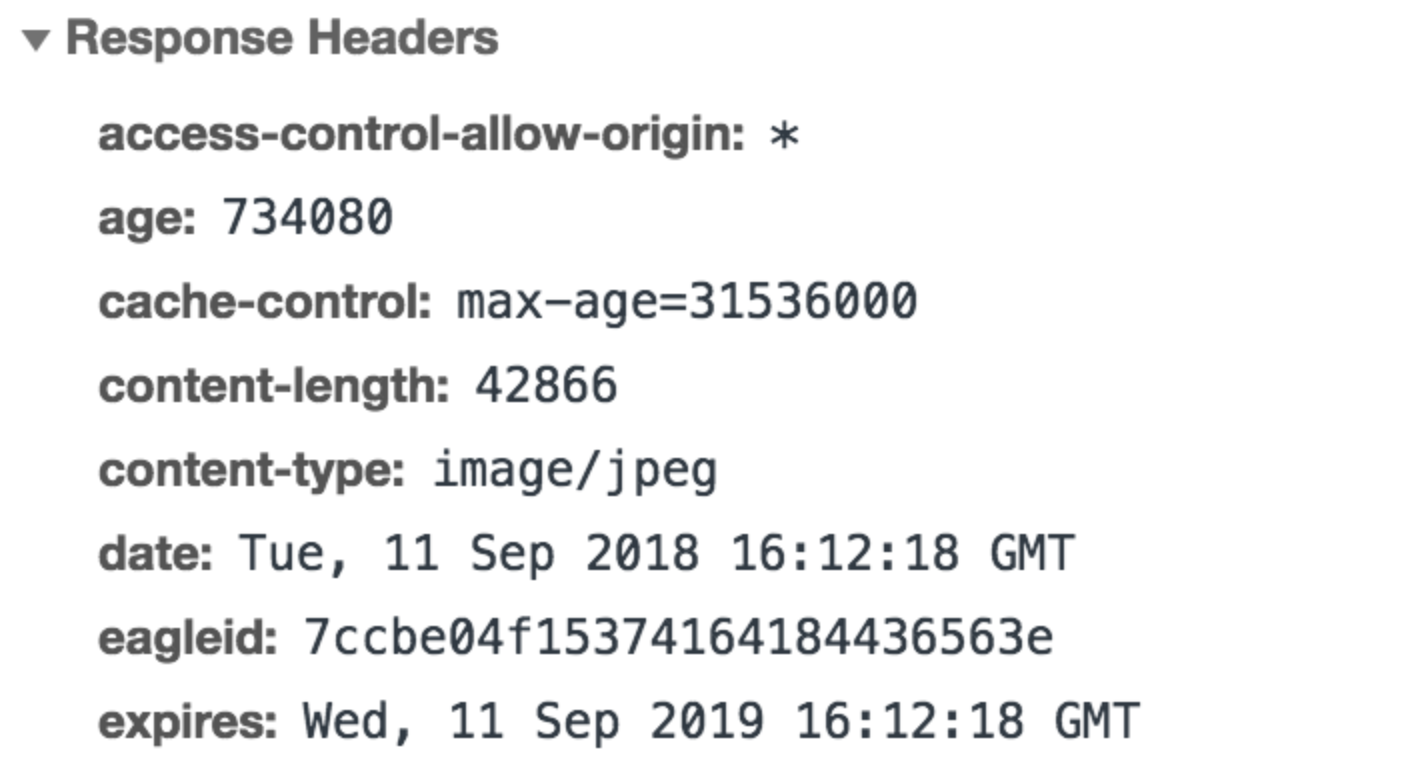 Response Headers
access-control-allow-origin: *
age: 734080
cache-control: max-age=31536000
content-length: 42866
content-type: image/jpeg
date: Tue, 11 Sep 2018 16:12:18 GMT
eagleid: 7ccbe04f15374164184436563e
expires: Wed, 11 Sep 2019 16:12:18 GMT